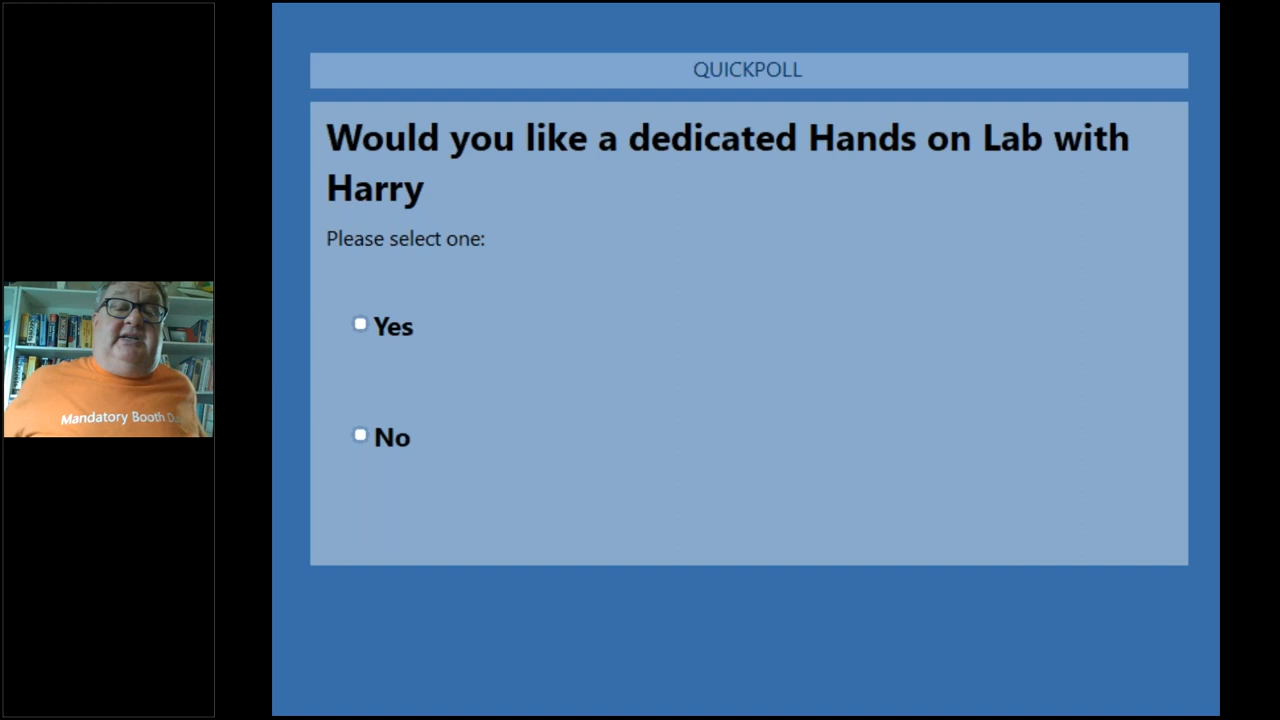 QUICKPOLL
Would you like a dedicated Hands on Lab with
Harry
Please select one:
Yes
No
Mandatory Booth